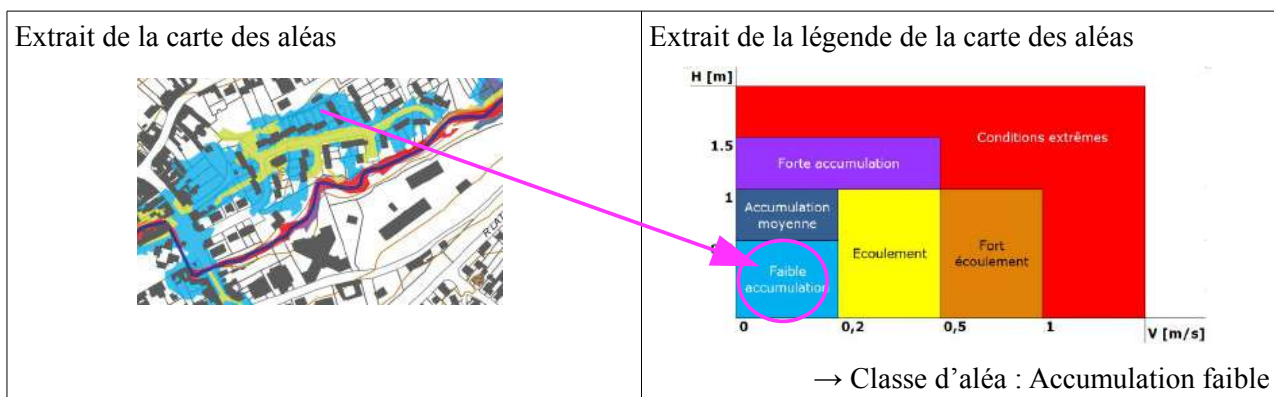 Extrait de la carte des aléas
Extrait de la légende de la carte des aléas
H [m]
Conditions extrêmes
1.5
Forte accumulation
1
Accumulation
moyenne
Ecoulement
Fort
écoulement
Faible
accumulation
0
0,2
0,5
1
V [m/s]
→ Classe d’aléa : Accumulation faible